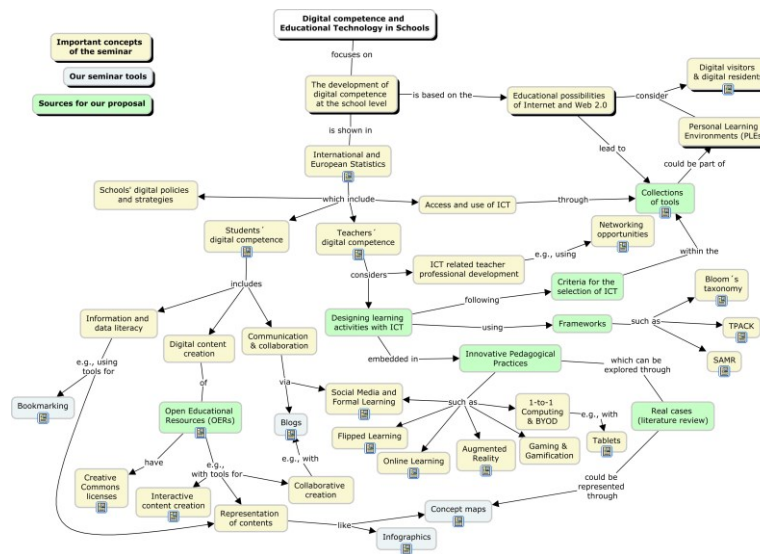 Digital competence and
Educational Technology in Schools
Important concepts
of the seminar
Our seminar tools
Sources for our proposal
focuses on
The development of
digital competence
at the school level
is based on the
Educational possibilities
of Internet and Web 2.0
consider
Digital visitors
& digital residents
Personal Learning
Environments (PLEs)
is shown in
lead to
could be part of
International and
European Statistics
Schools' digital policies
and strategies
which include
Access and use of ICT
through
Collections
of tools
Students´
digital competence
Teachers´
digital competence
Networking
opportunities
e.g., using
within the
considers
ICT related teacher
professional development
Criteria for the
selection of ICT
Bloom´s
taxonomy
includes
following
Information and
data literacy
Digital content
creation
Communication
& collaboration
Designing learning
activities with ICT
using
Frameworks
such as
TPACK
SAMR
embedded in
Innovative Pedagogical
Practices
which can be
explored through
e.g., using
tools for
of
via
Social Media and
Formal Learning
such as
1-to-1
Computing
& BYOD
e.g., with
Tablets
Real cases
(literature review)
Bookmarking
Open Educational
Resources (OERs)
Blogs
Flipped Learning
Online Learning
Augmented
Reality
Gaming &
Gamification
have
e.g.,
with tools for
e.g., with
Creative
Commons
licenses
Interactive
content creation
Collaborative
creation
could be
represented
through
Representation
of contents
like
Concept maps
Infographics